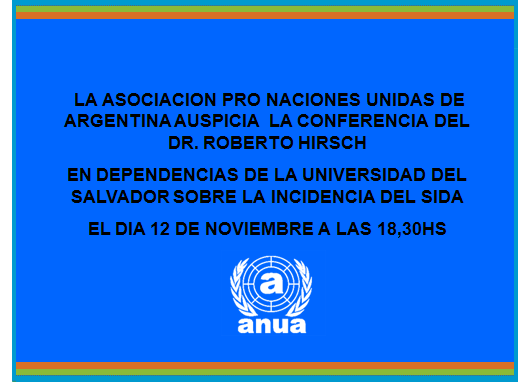 LA ASOCIACION PRO NACIONES UNIDAS DE
ARGENTINA AUSPICIA LA CONFERENCIA DEL
DR. ROBERTO HIRSCH
EN DEPENDENCIAS DE LA UNIVERSIDAD DEL
SALVADOR SOBRE LA INCIDENCIA DEL SIDA
EL DIA 12 DE NOVIEMBRE A LAS 18,30HS
a
anua